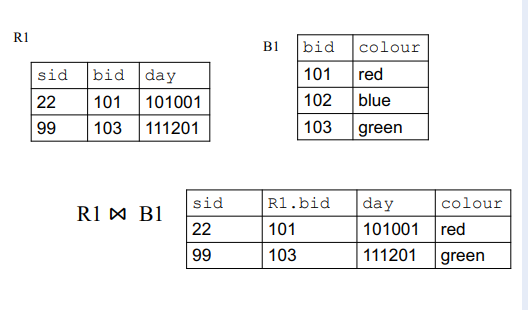 R1
sid bid day
22 101 101001
99 103 111201
B1
bid colour
101 red
102 blue
103 green
R1 ⋈ B1
sid R1.bid day colour
22 101 101001 red
99 103 111201 green